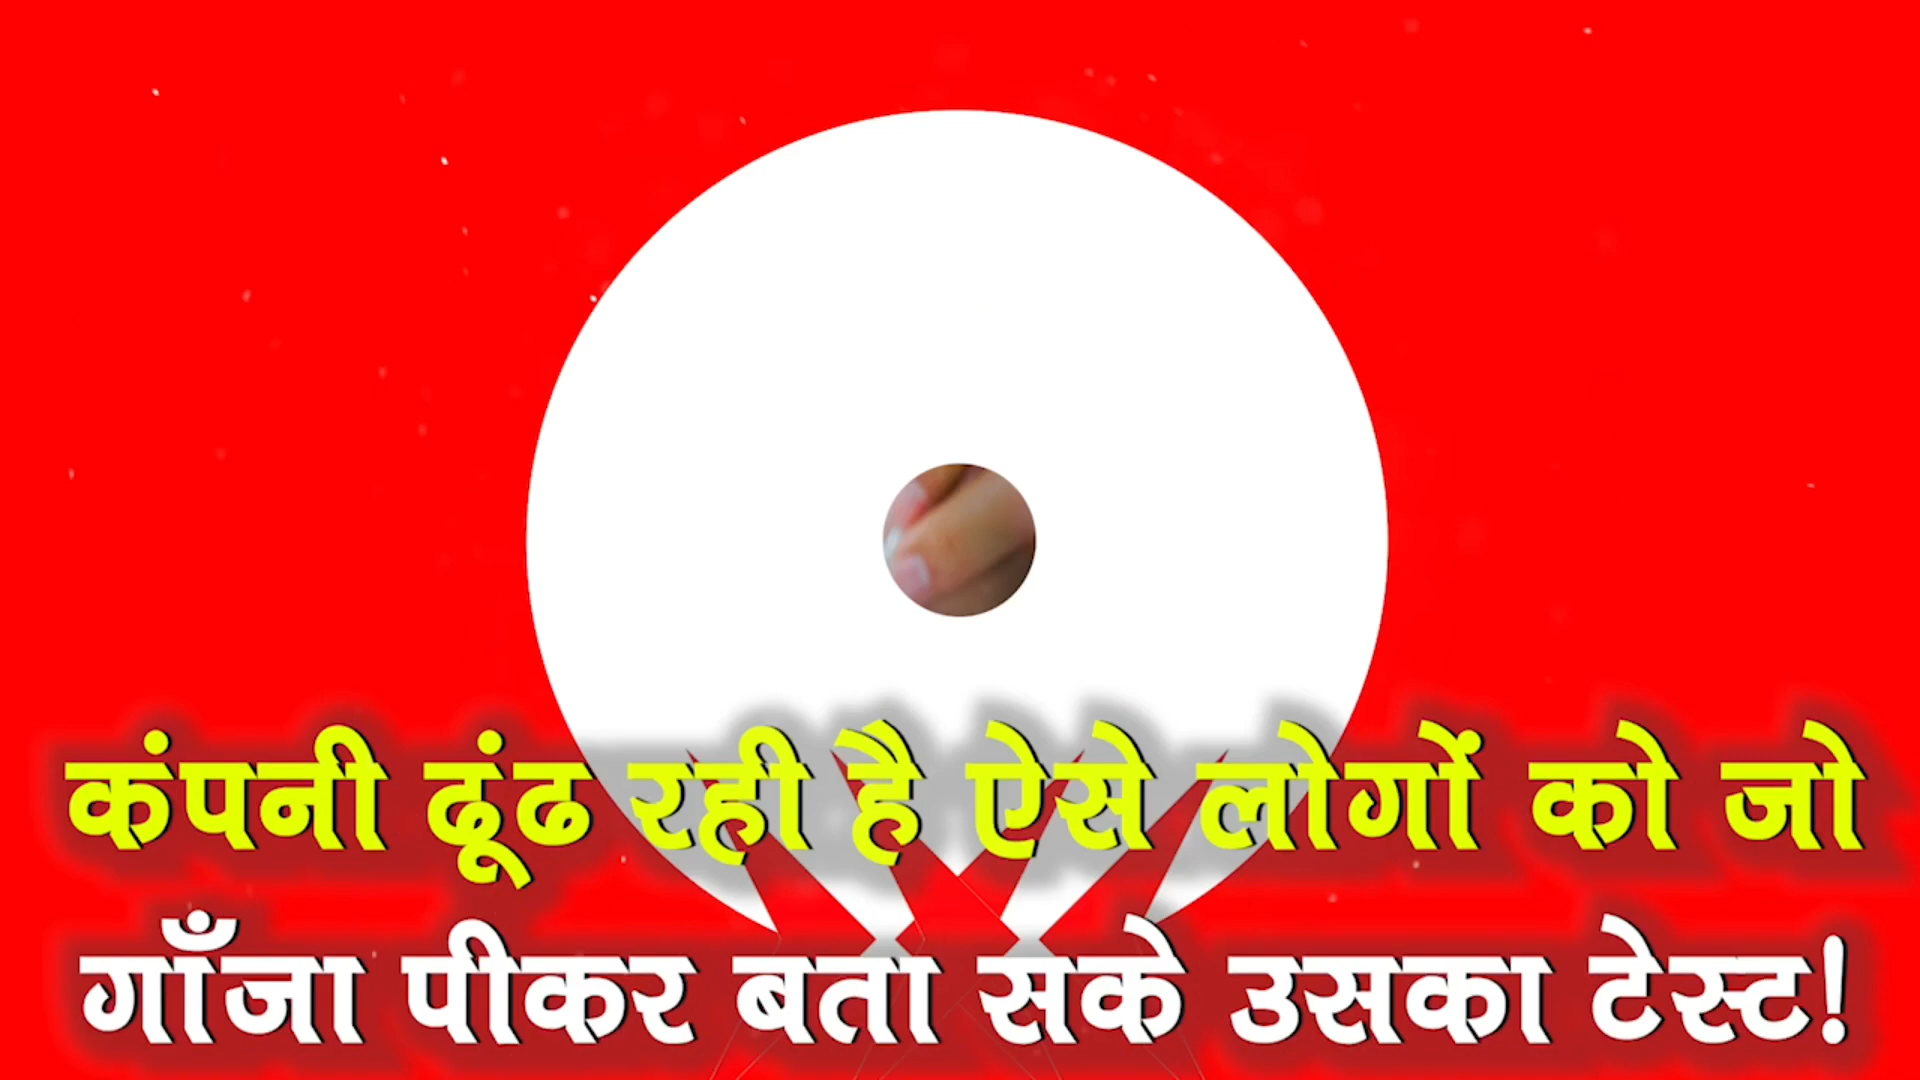 कंपनी ढूंढ रही है ऐसे लोगों को जो
गाँजा पीकर बता सके उसका टेस्ट!